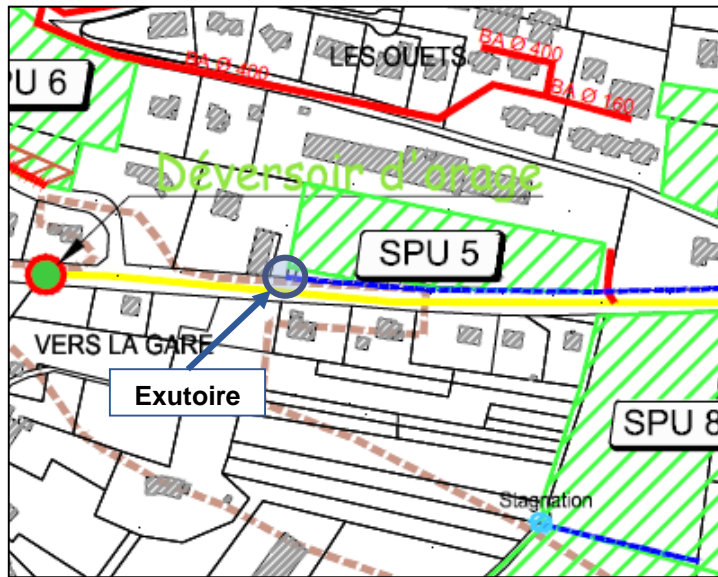 LES OUETS
BA Ø 400
BA Ø 400
BA Ø 160
PU 6
Déversoir d'orage
SPU 5
VERS LA GARE
Exutoire
SPU 8
Stagnation